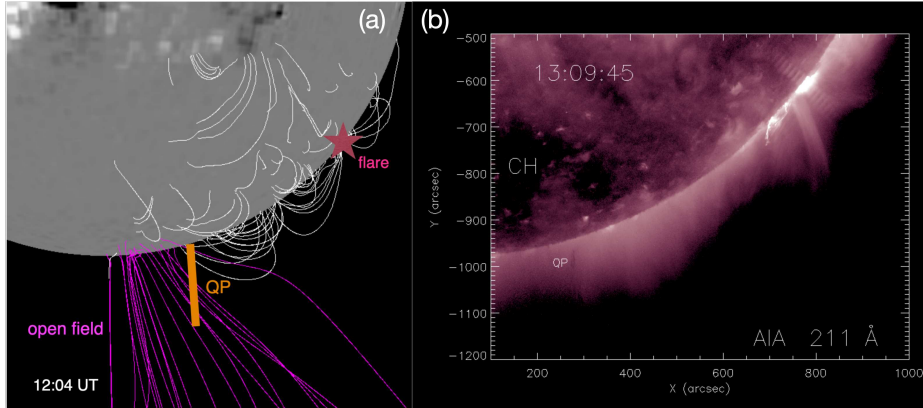 (a)
flare
QP
open field
12:04 UT
(b)
13:09:45
CH
QP
AIA 211 Å
Y (arcsec)
-500
-600
-700
-800
-900
-1000
-1100
-1200
200
400
600
800
1000
X (arcsec)